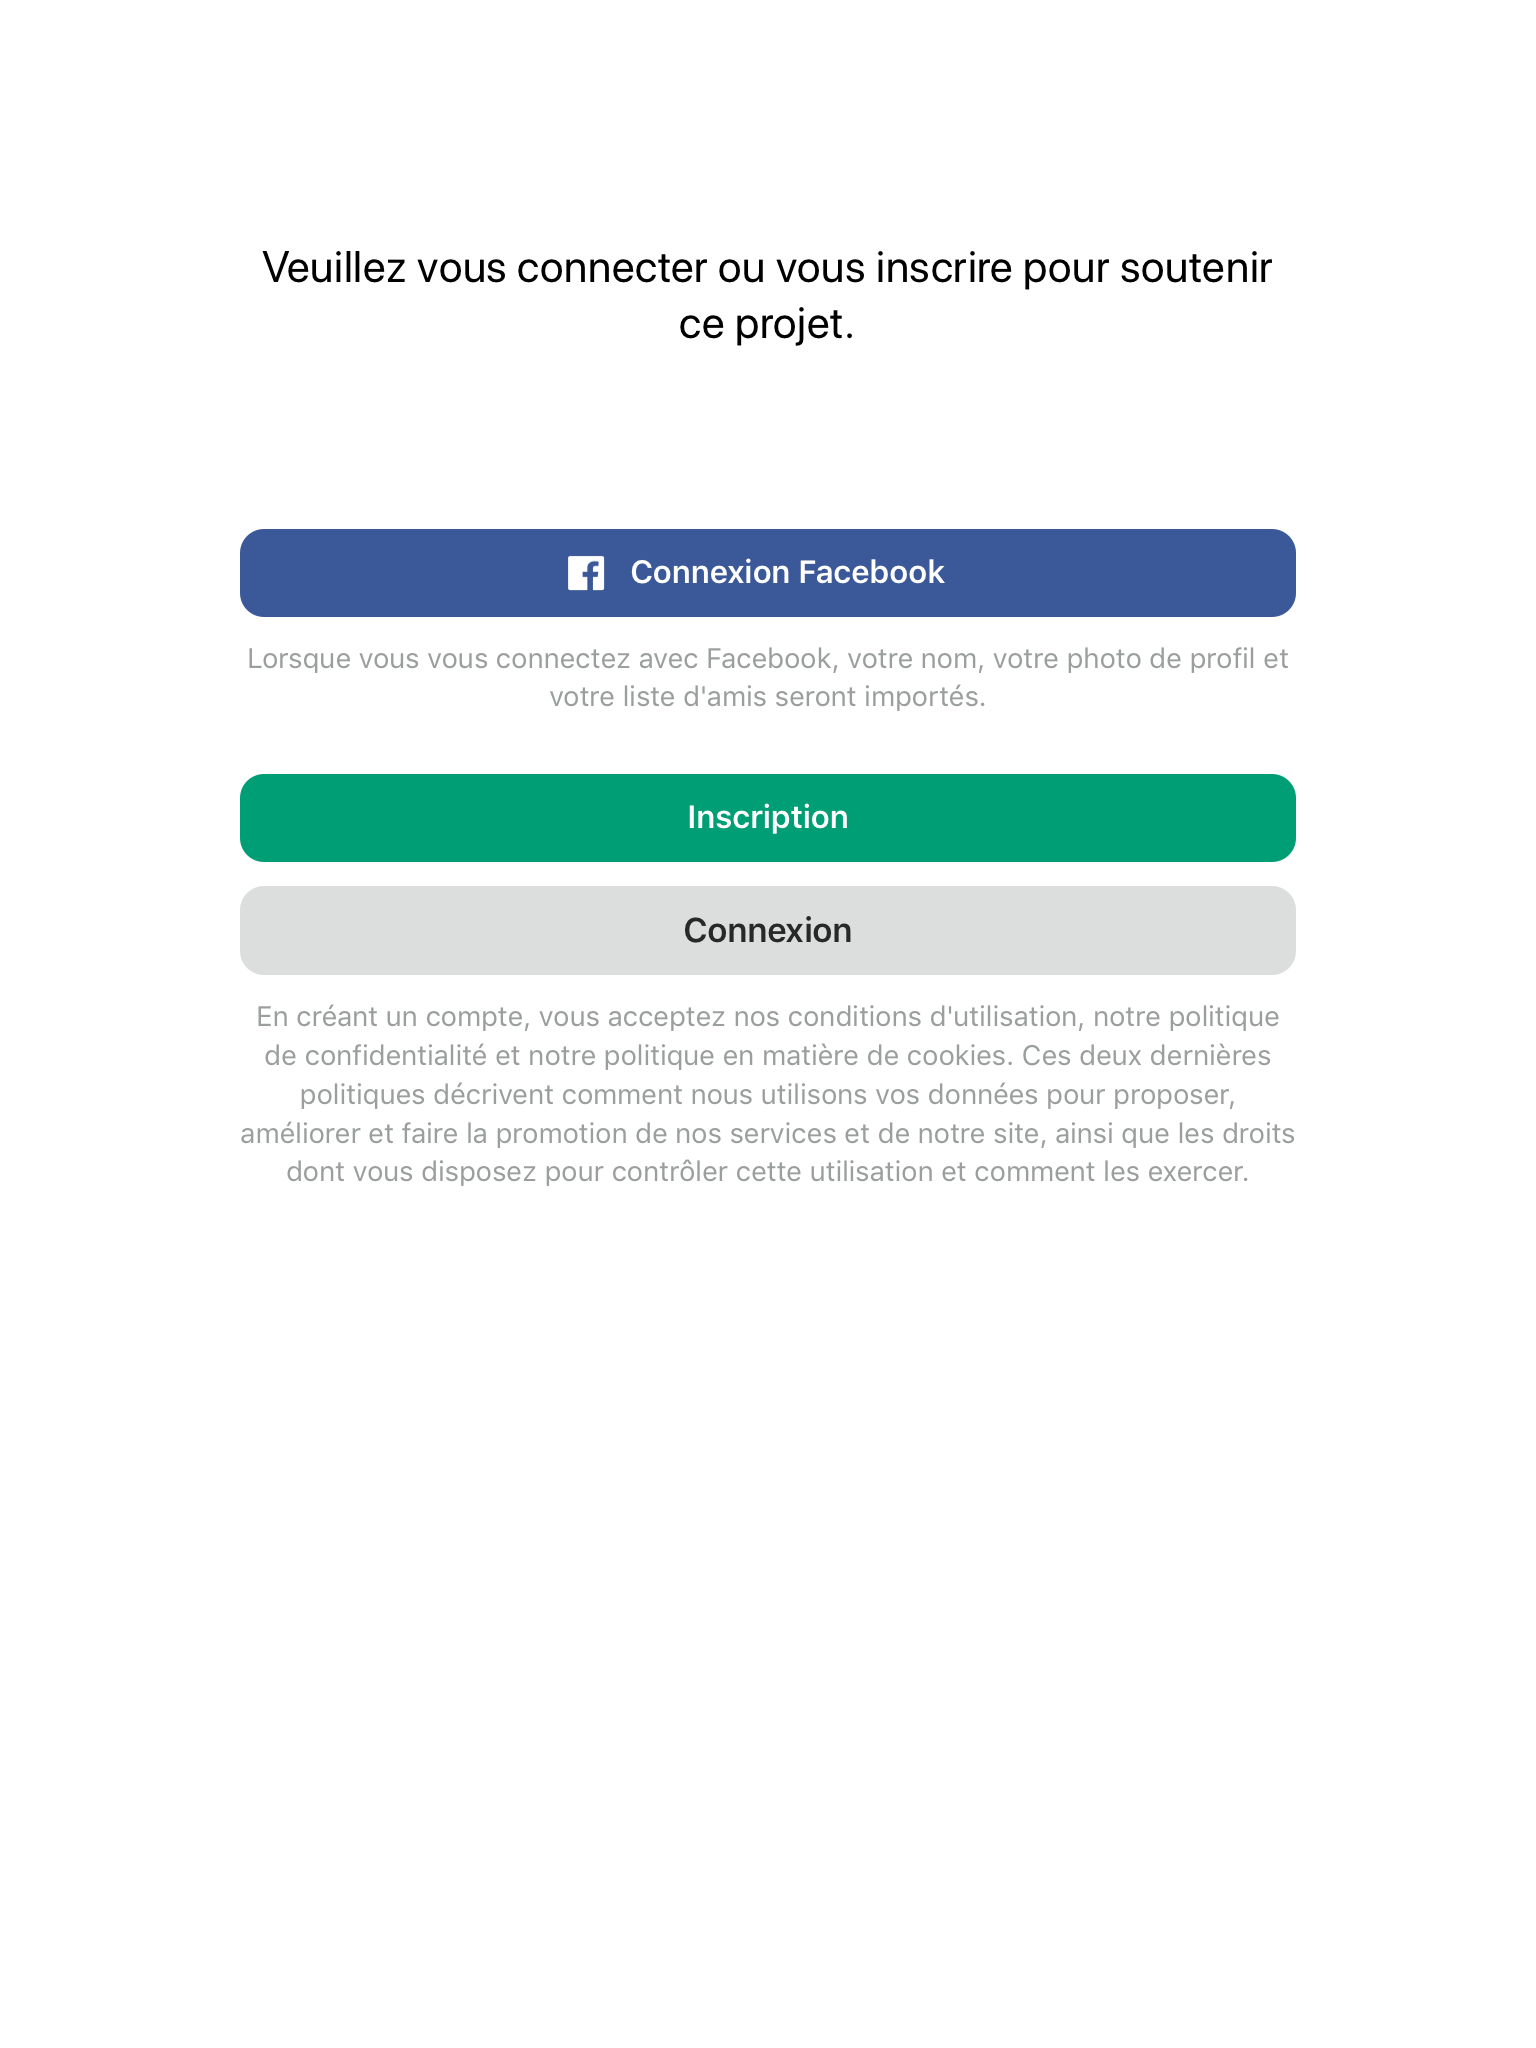 Veuillez vous connecter ou vous inscrire pour soutenir
ce projet.
Connexion Facebook
Lorsque vous vous connectez avec Facebook, votre nom, votre photo de profil et
votre liste d'amis seront importés.
Inscription
Connexion
En créant un compte, vous acceptez nos conditions d'utilisation, notre politique
de confidentialité et notre politique en matière de cookies. Ces deux dernières
politiques décrivent comment nous utilisons vos données pour proposer,
améliorer et faire la promotion de nos services et de notre site, ainsi que les droits
dont vous disposez pour contrôler cette utilisation et comment les exercer.